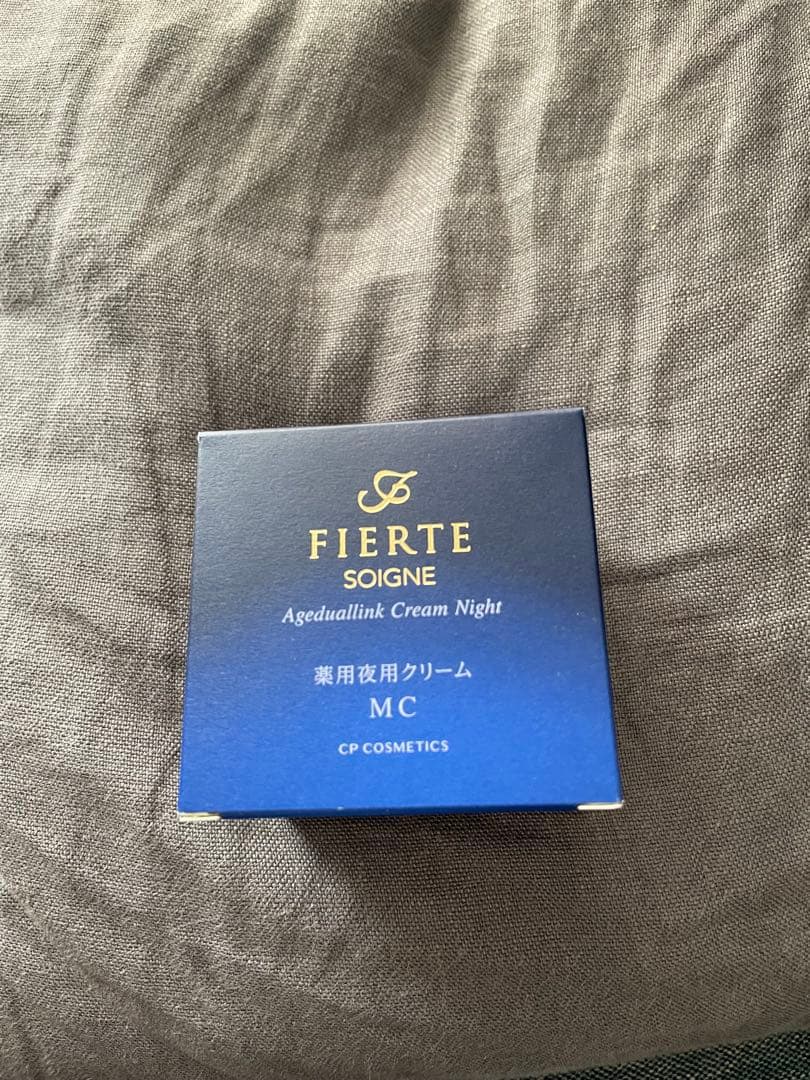 FIERTE
SOIGNE
Ageduallink Cream Night
薬用夜用クリーム
MC
CP COSMETICS